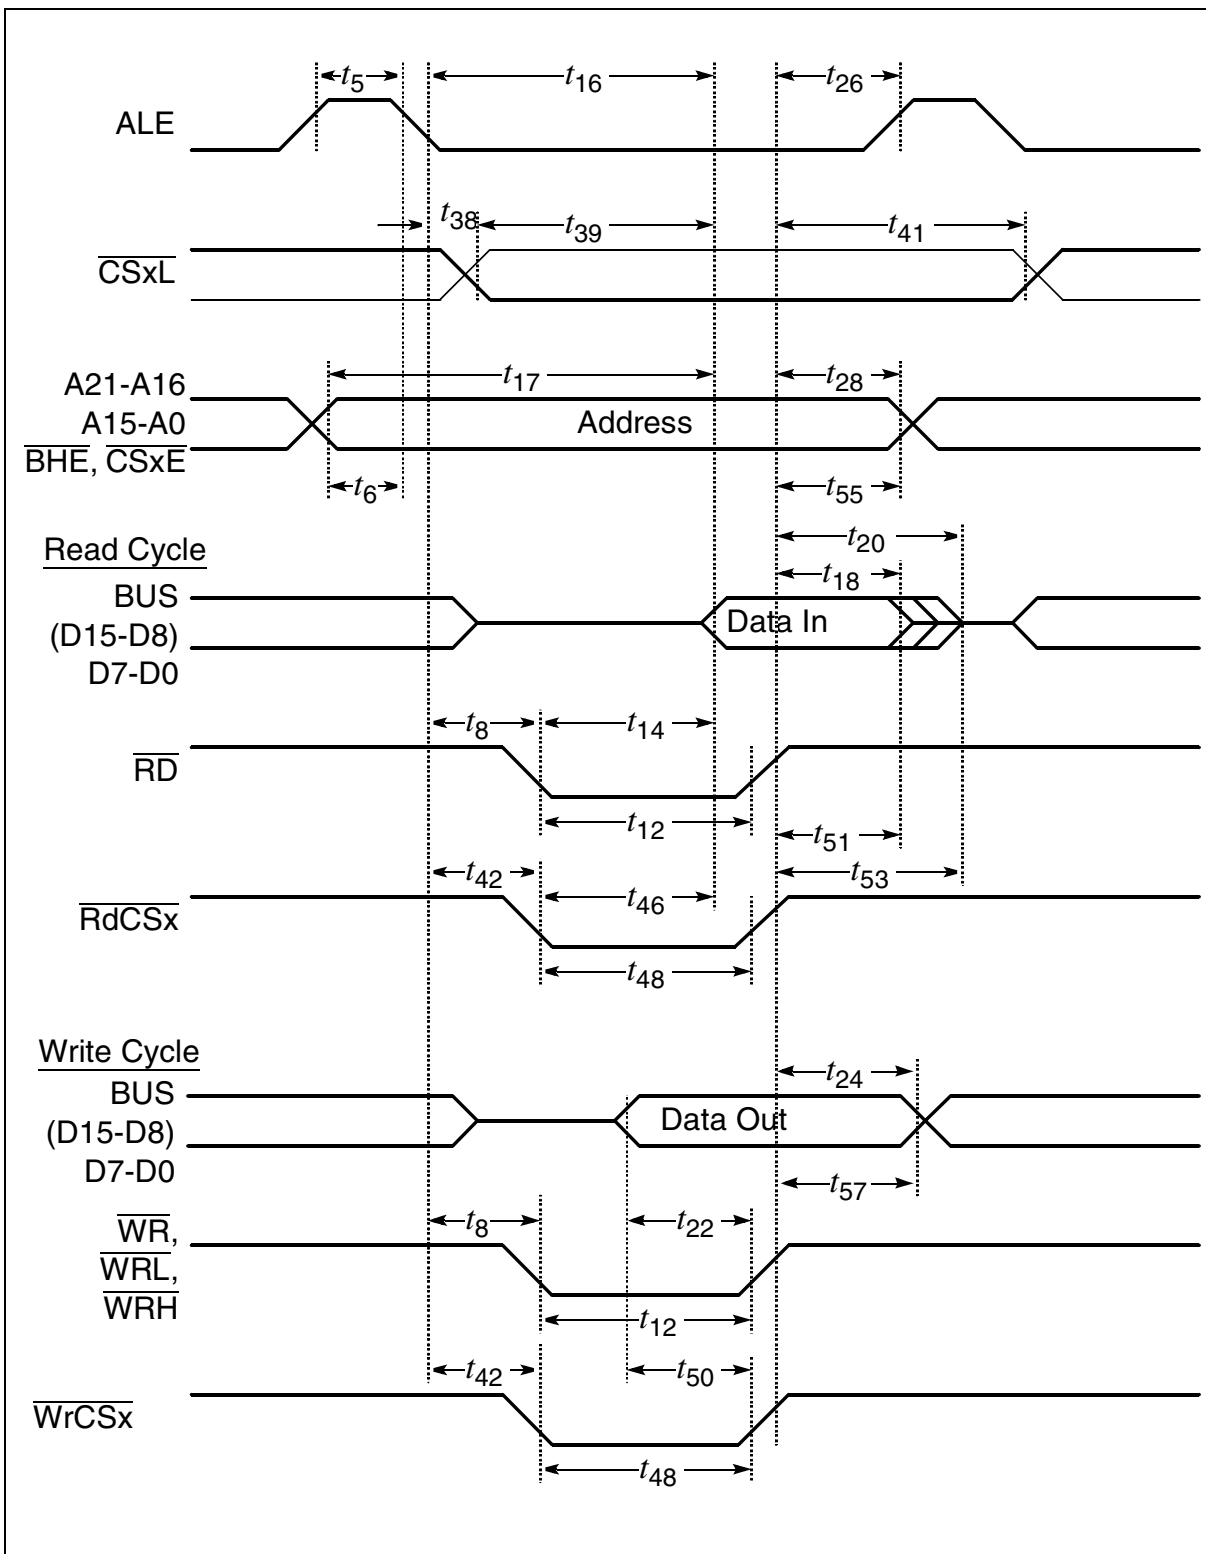 t5 t16 t26
ALE
t38 t39 t41
CSxL
t17 t28
A21-A16
A15-A0 Address
BHE, CSxE
t6 t55
t20
Read Cycle
t18
BUS
Data In
(D15-D8)
D7-D0
t8 t14
RD
t12 t51
t42 t46 t53
RdCSx
t48
Write Cycle
t24
BUS
Data Out
(D15-D8)
D7-D0
t57
t8 t22
WR,
WRL,
WRH
t12
t42 t50
WrCSx
t48